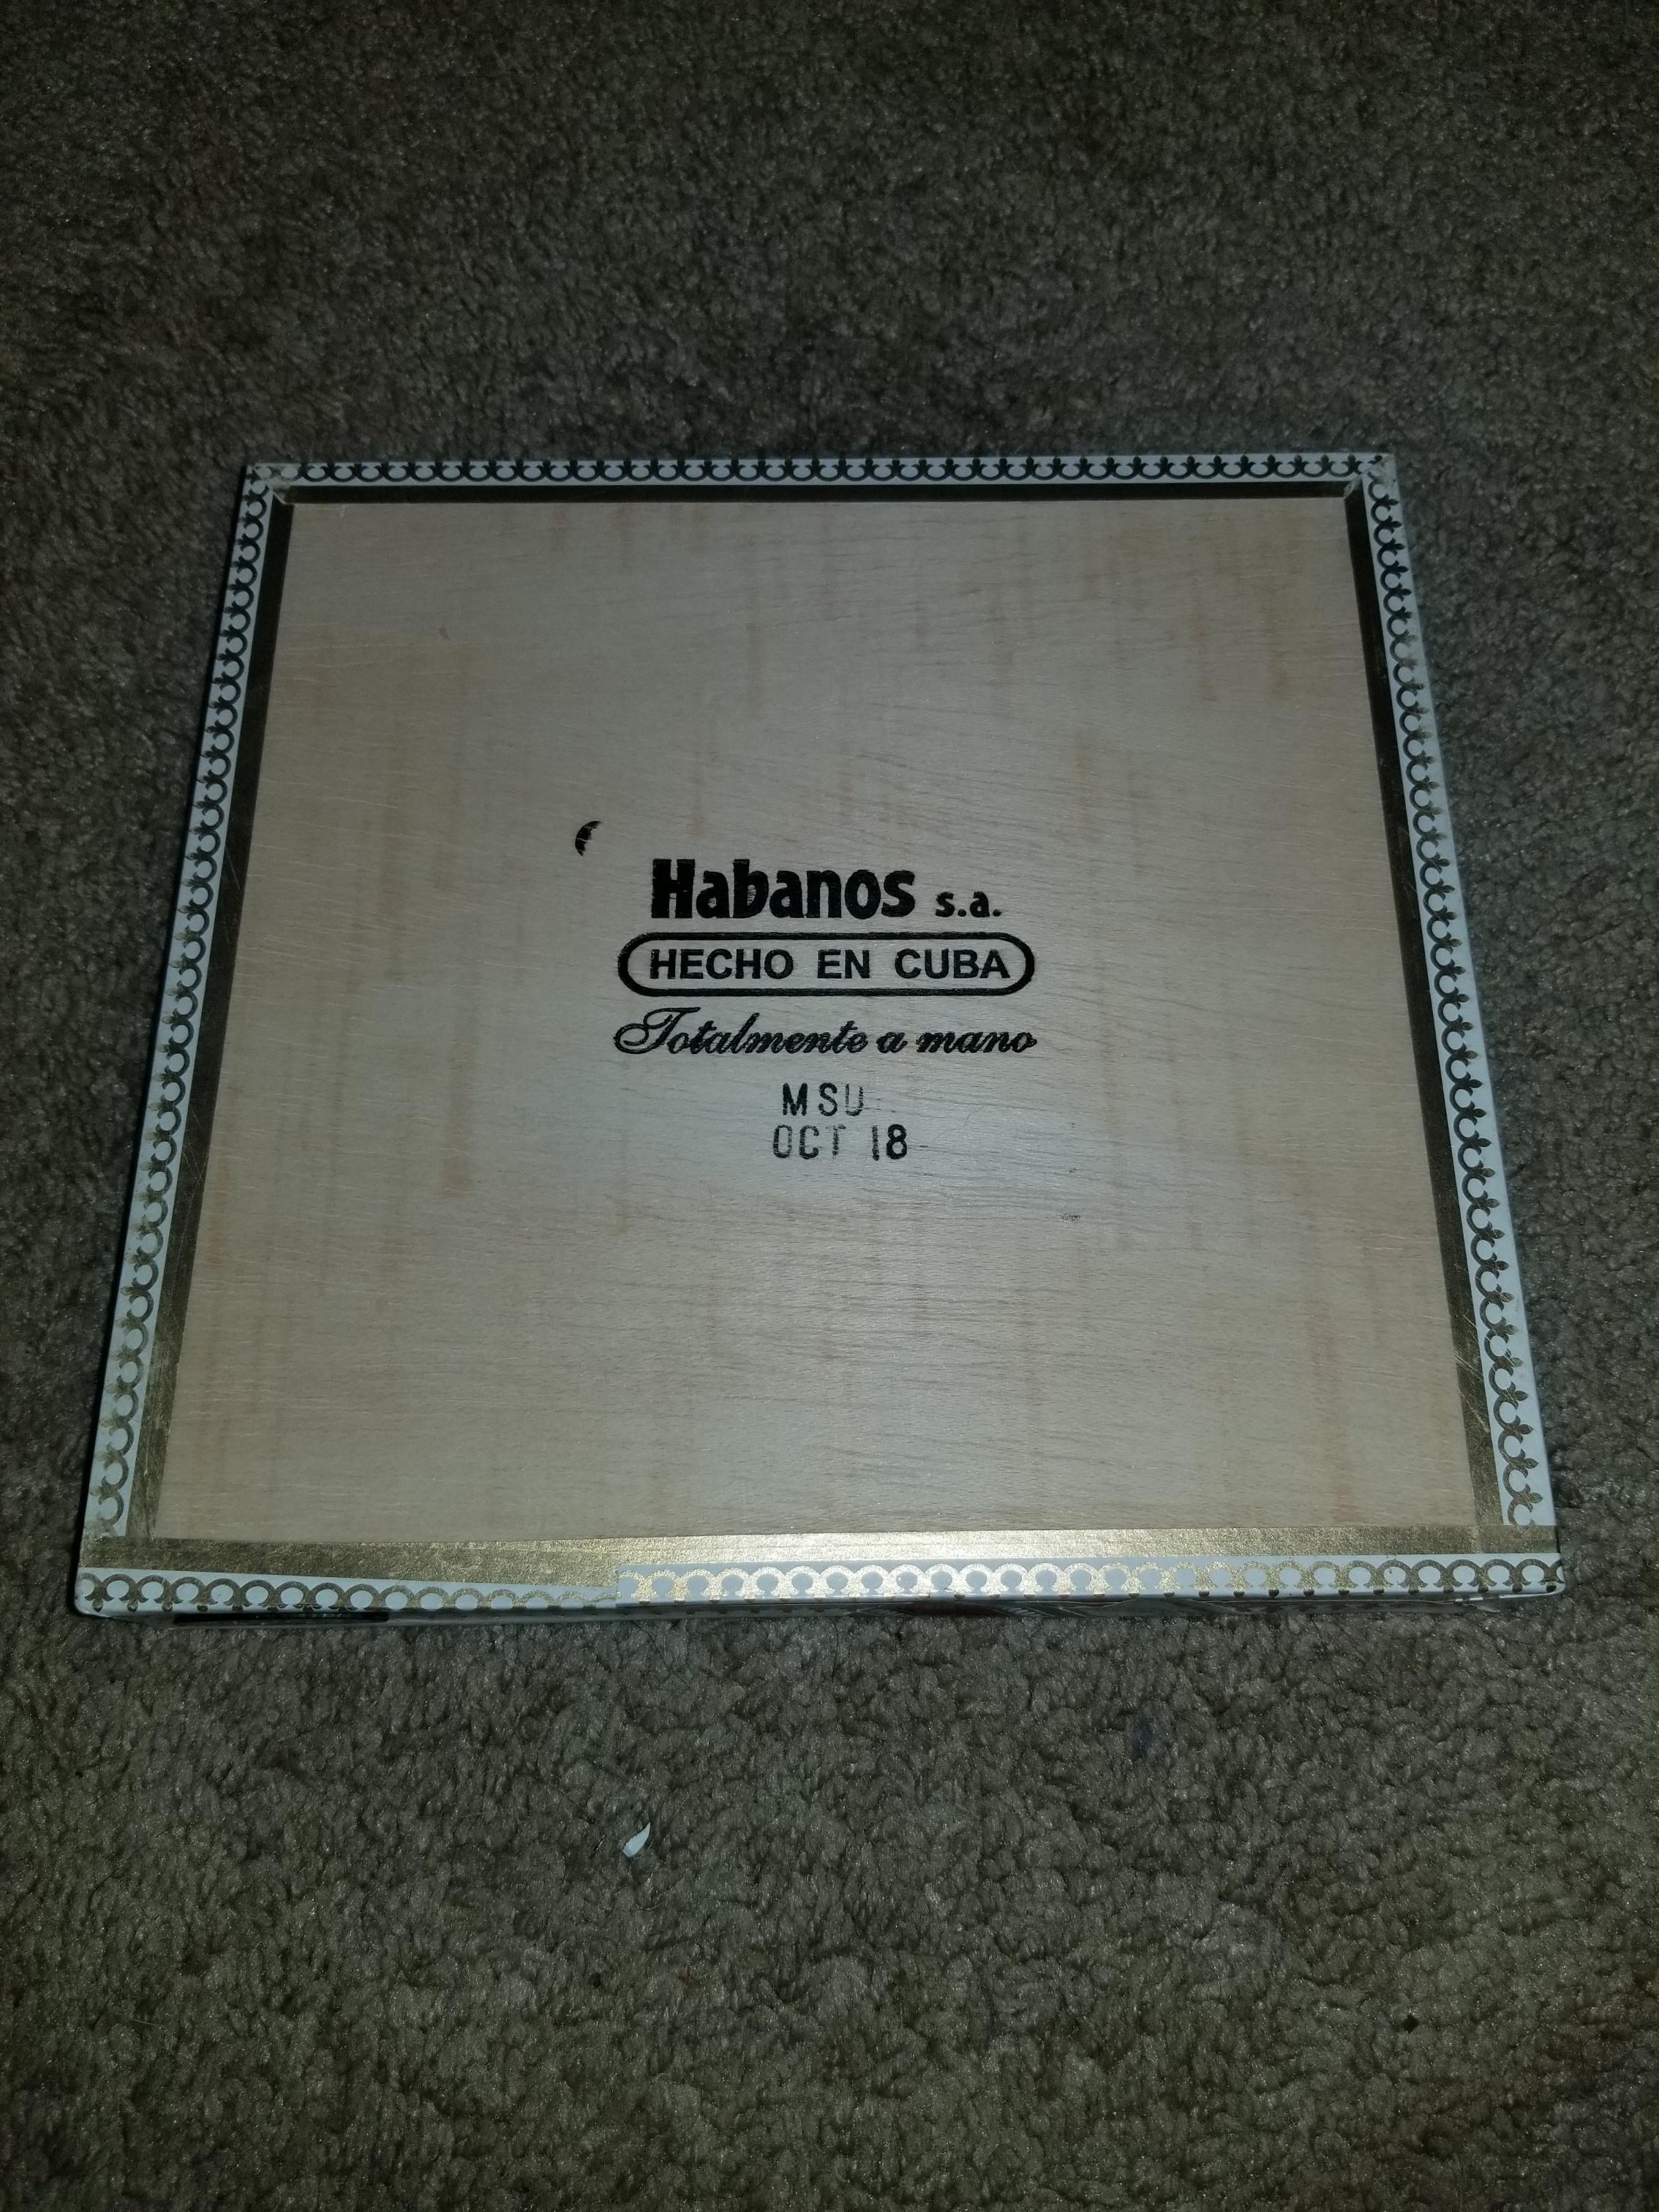 Habanos s.a.
HECHO EN CUBA
Totalmente a mano
MSU
OCT 18